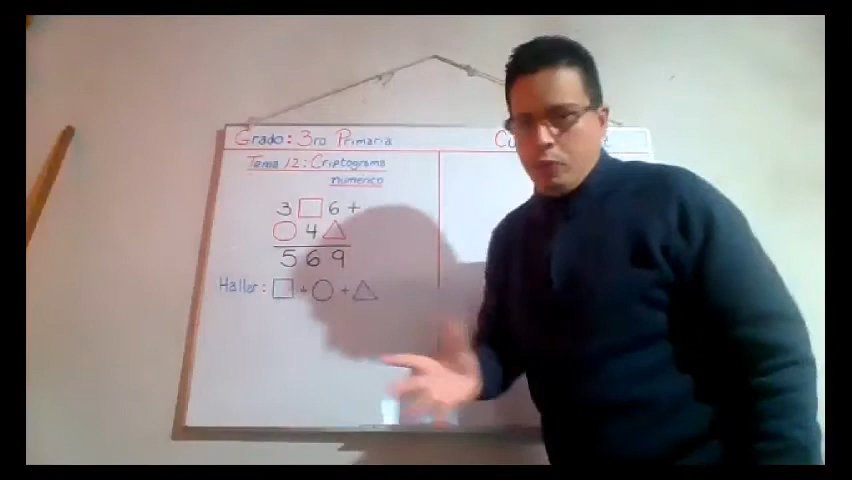 Grado: 3ro Primaria
Tema 12: Criptograma
numerico
3 □ 6 +
○ 4 △
5 6 9
Hallar: □ + ○ + △